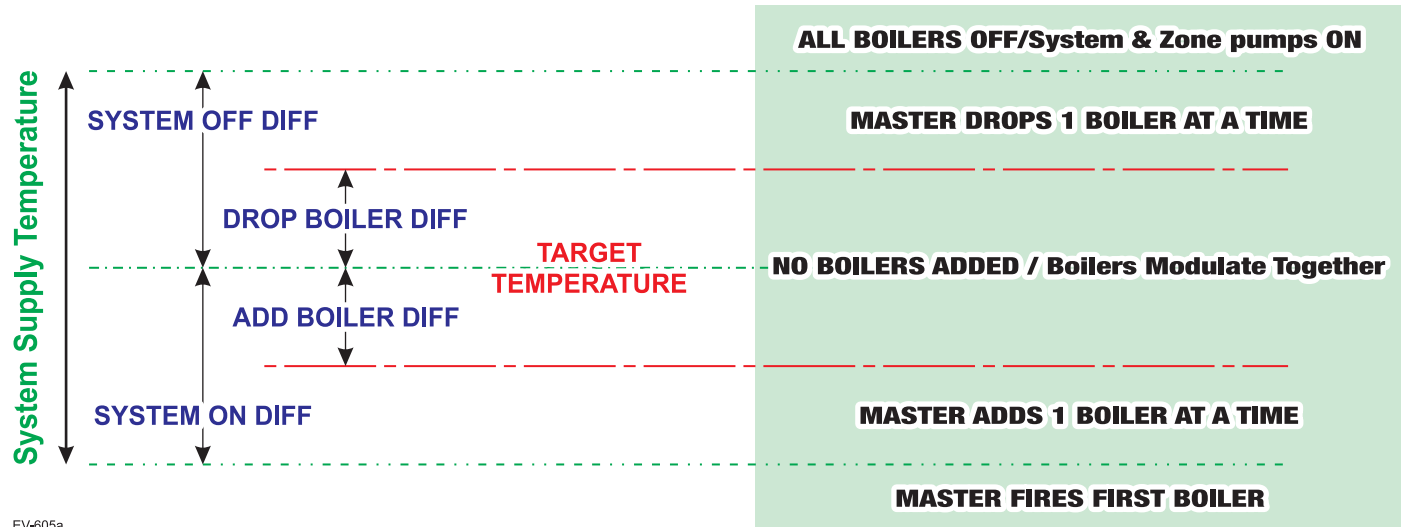 ALL BOILERS OFF/System & Zone pumps ON
System Supply Temperature
SYSTEM OFF DIFF
MASTER DROPS 1 BOILER AT A TIME
DROP BOILER DIFF
TARGET
TEMPERATURE
NO BOILERS ADDED / Boilers Modulate Together
ADD BOILER DIFF
SYSTEM ON DIFF
MASTER ADDS 1 BOILER AT A TIME
MASTER FIRES FIRST BOILER
FV-605a